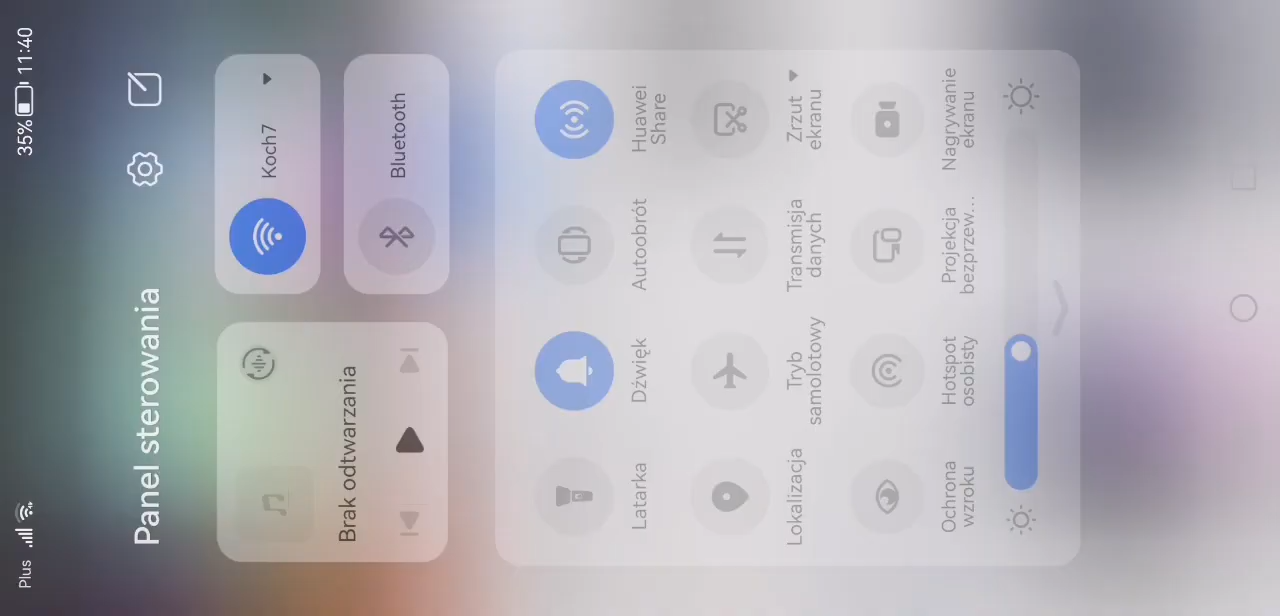 Plus 35% 11:40
Panel sterowania
Koch7
Brak odtwarzania
Bluetooth
Latarka Dźwięk Autoobrót Huawei
Share
Lokalizacja Tryb
samolotowy Transmisja
danych Zrzut
ekranu
Ochrona
wzroku Hotspot
osobisty Projekcja
bezprzew... Nagrywanie
ekranu